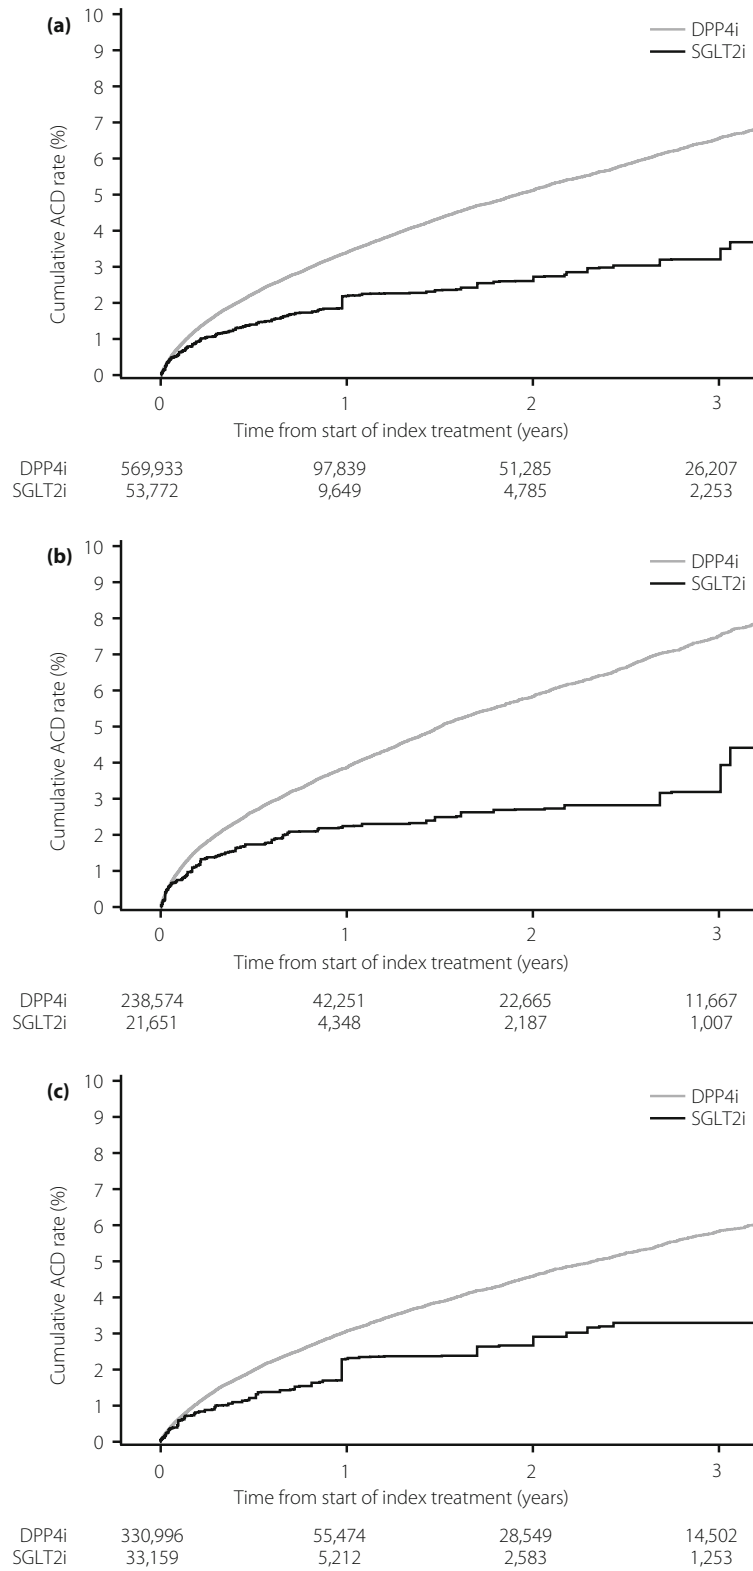 (a)
10
9
8
7
6
5
4
3
2
1
0
Cumulative ACD rate (%)
DPP4i
SGLT2i
0 1 2 3
Time from start of index treatment (years)
DPP4i 569,933 97,839 51,285 26,207
SGLT2i 53,772 9,649 4,785 2,253
(b)
10
9
8
7
6
5
4
3
2
1
0
Cumulative ACD rate (%)
DPP4i
SGLT2i
0 1 2 3
Time from start of index treatment (years)
DPP4i 238,574 42,251 22,665 11,667
SGLT2i 21,651 4,348 2,187 1,007
(c)
10
9
8
7
6
5
4
3
2
1
0
Cumulative ACD rate (%)
DPP4i
SGLT2i
0 1 2 3
Time from start of index treatment (years)
DPP4i 330,996 55,474 28,549 14,502
SGLT2i 33,159 5,212 2,583 1,253